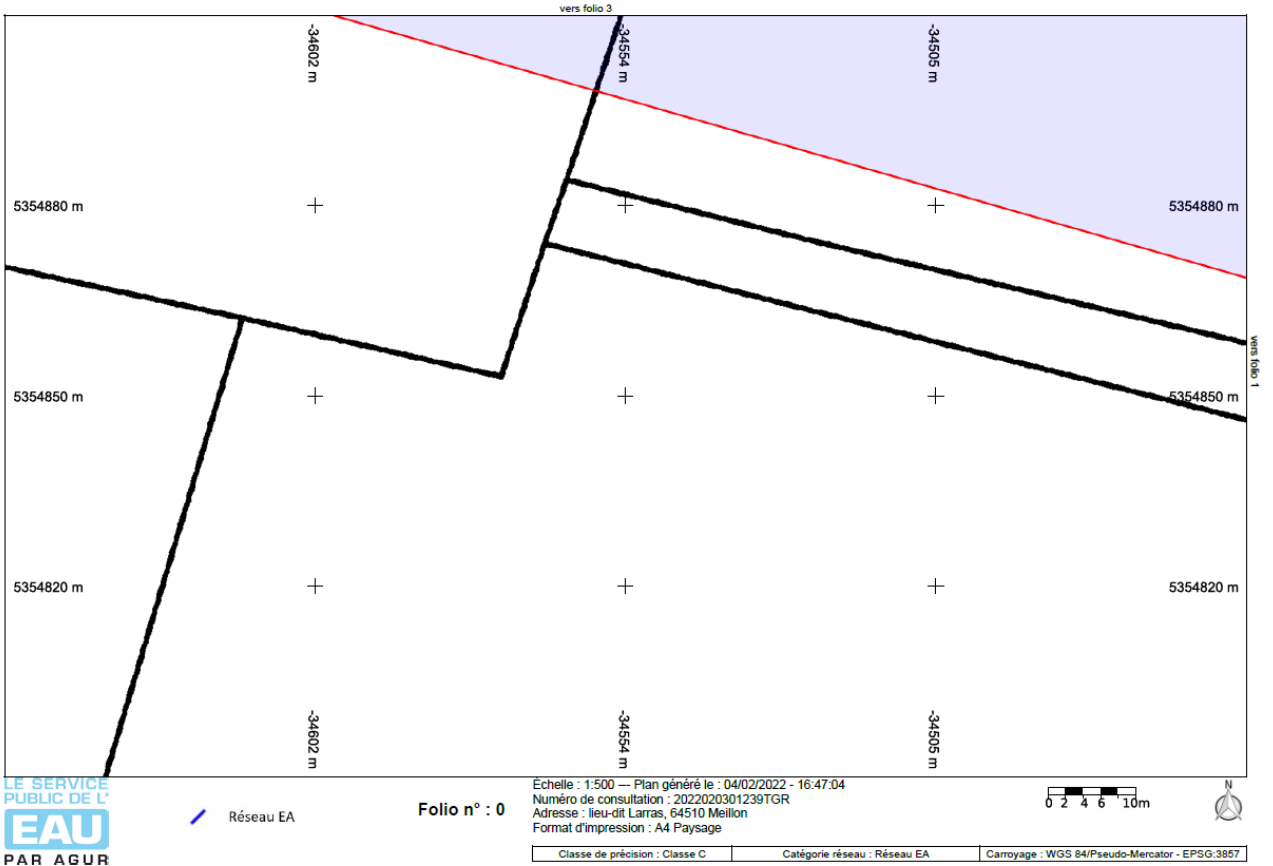 vers folio 3
-34602 m
-34554 m
-34505 m
5354880 m
5354880 m
vers folio 1
5354850 m
5354850 m
5354820 m
5354820 m
-34602 m
-34554 m
-34505 m
LE SERVICE
PUBLIC DE L'
EAU
PAR AGUR
Réseau EA
Folio n° : 0
Échelle : 1:500 --- Plan généré le : 04/02/2022 - 16:47:04
Numéro de consultation : 2022020301239TGR
Adresse : lieu-dit Larras, 64510 Meillon
Format d'impression : A4 Paysage
0 2 4 6 10m
N
Classe de précision : Classe C
Catégorie réseau : Réseau EA
Carroyage : WGS 84/Pseudo-Mercator - EPSG:3857